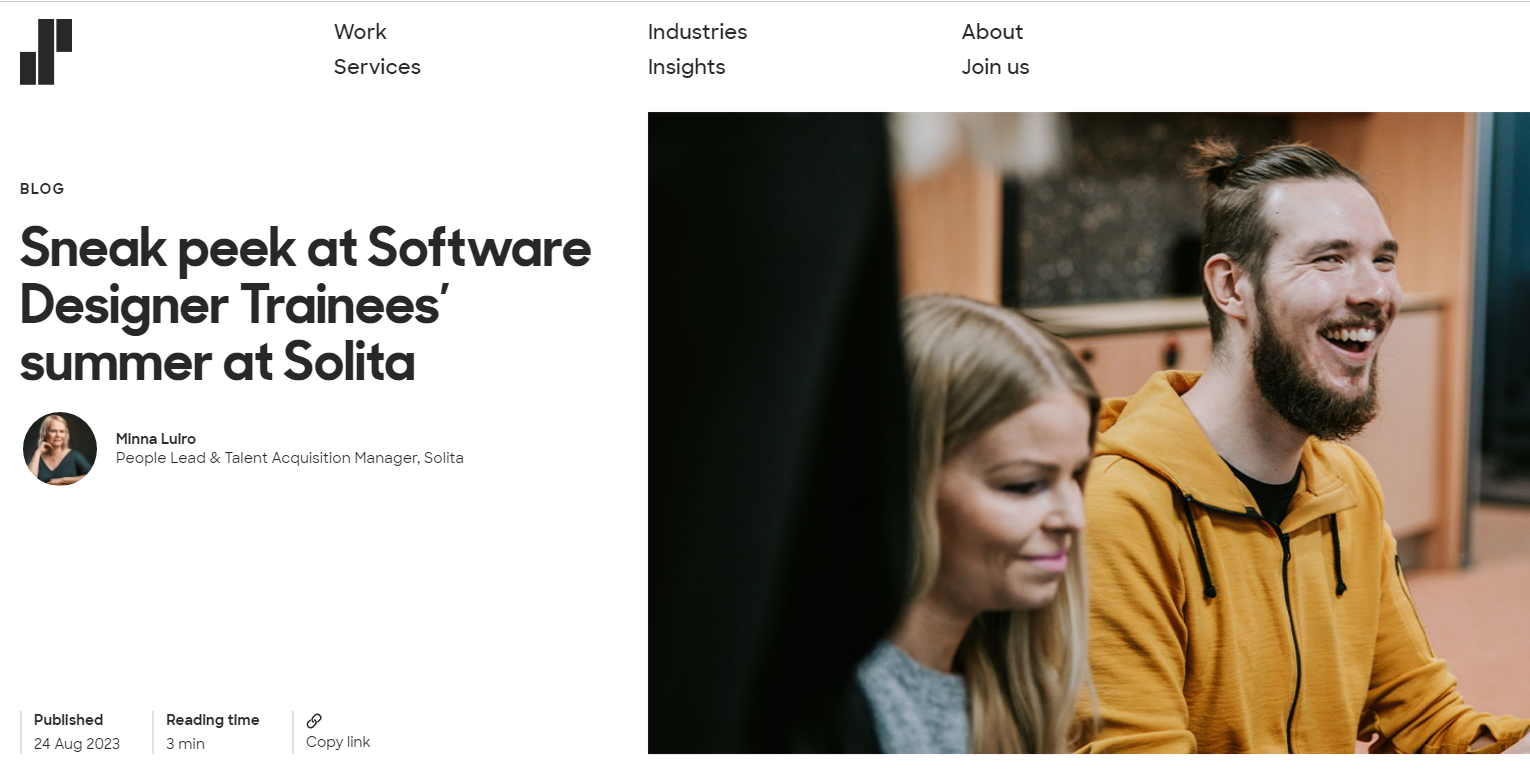 Work
Services
Industries
Insights
About
Join us
BLOG
Sneak peek at Software
Designer Trainees’
summer at Solita
Minna Luiro
People Lead & Talent Acquisition Manager, Solita
Published
24 Aug 2023
Reading time
3 min
Copy link